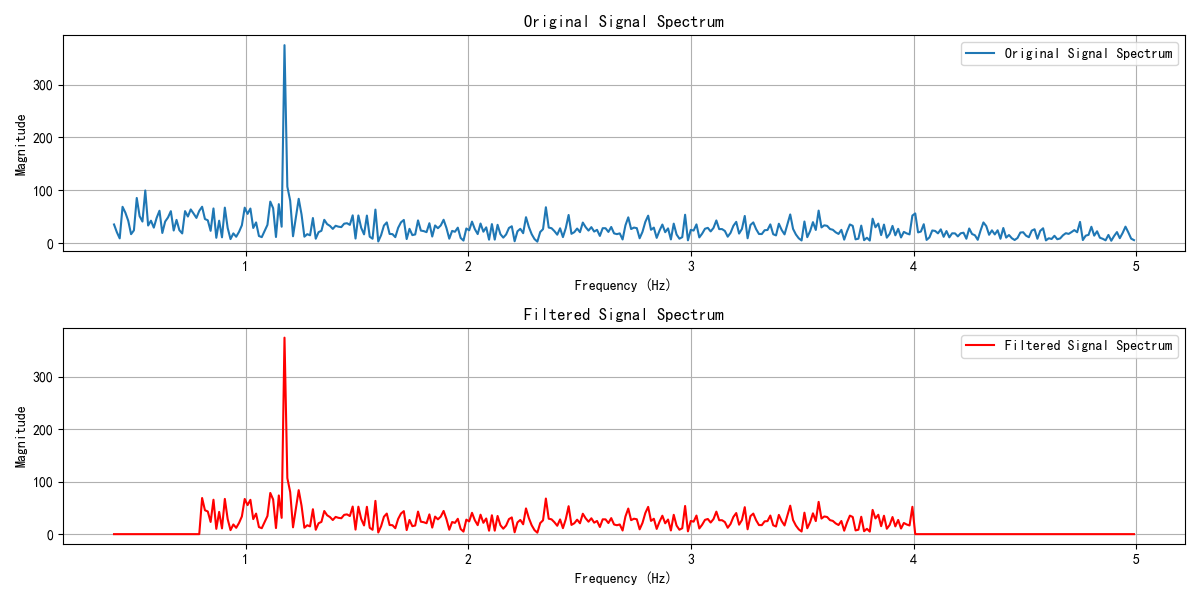 Original Signal Spectrum
Original Signal Spectrum
Magnitude
300
200
100
0
1
2
3
4
5
Frequency (Hz)
Filtered Signal Spectrum
Filtered Signal Spectrum
Magnitude
300
200
100
0
1
2
3
4
5
Frequency (Hz)